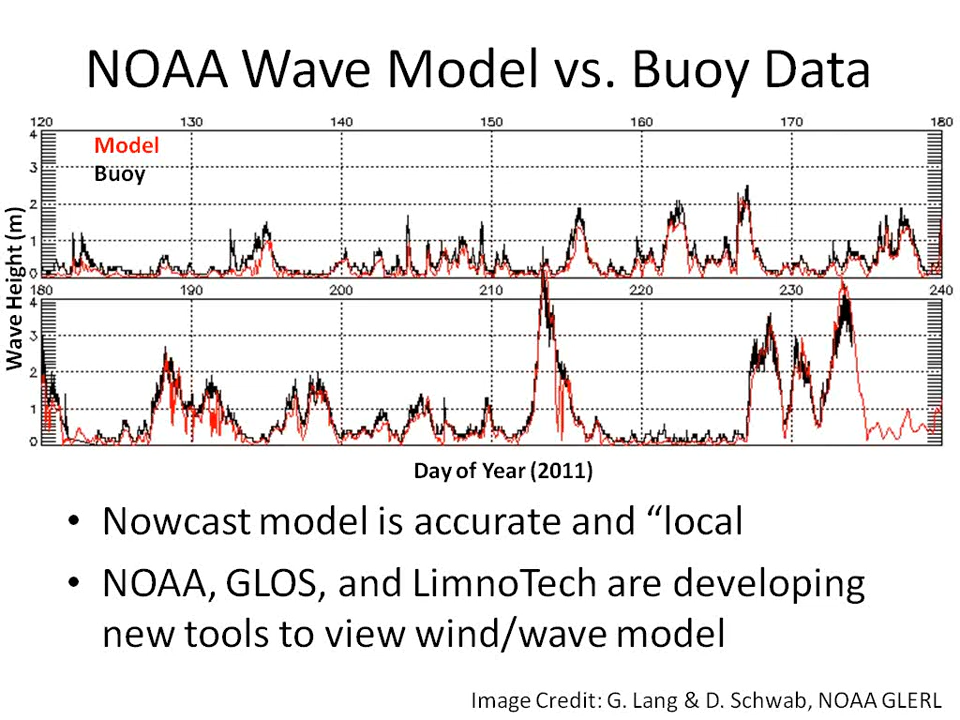 NOAA Wave Model vs. Buoy Data
120 130 140 150 160 170 180
4
Model
3
Buoy
2
1
0
180 190 200 210 220 230 240
4
3
2
1
0
Wave Height (m)
Day of Year (2011)
• Nowcast model is accurate and “local
• NOAA, GLOS, and LimnoTech are developing
new tools to view wind/wave model
Image Credit: G. Lang & D. Schwab, NOAA GLERL